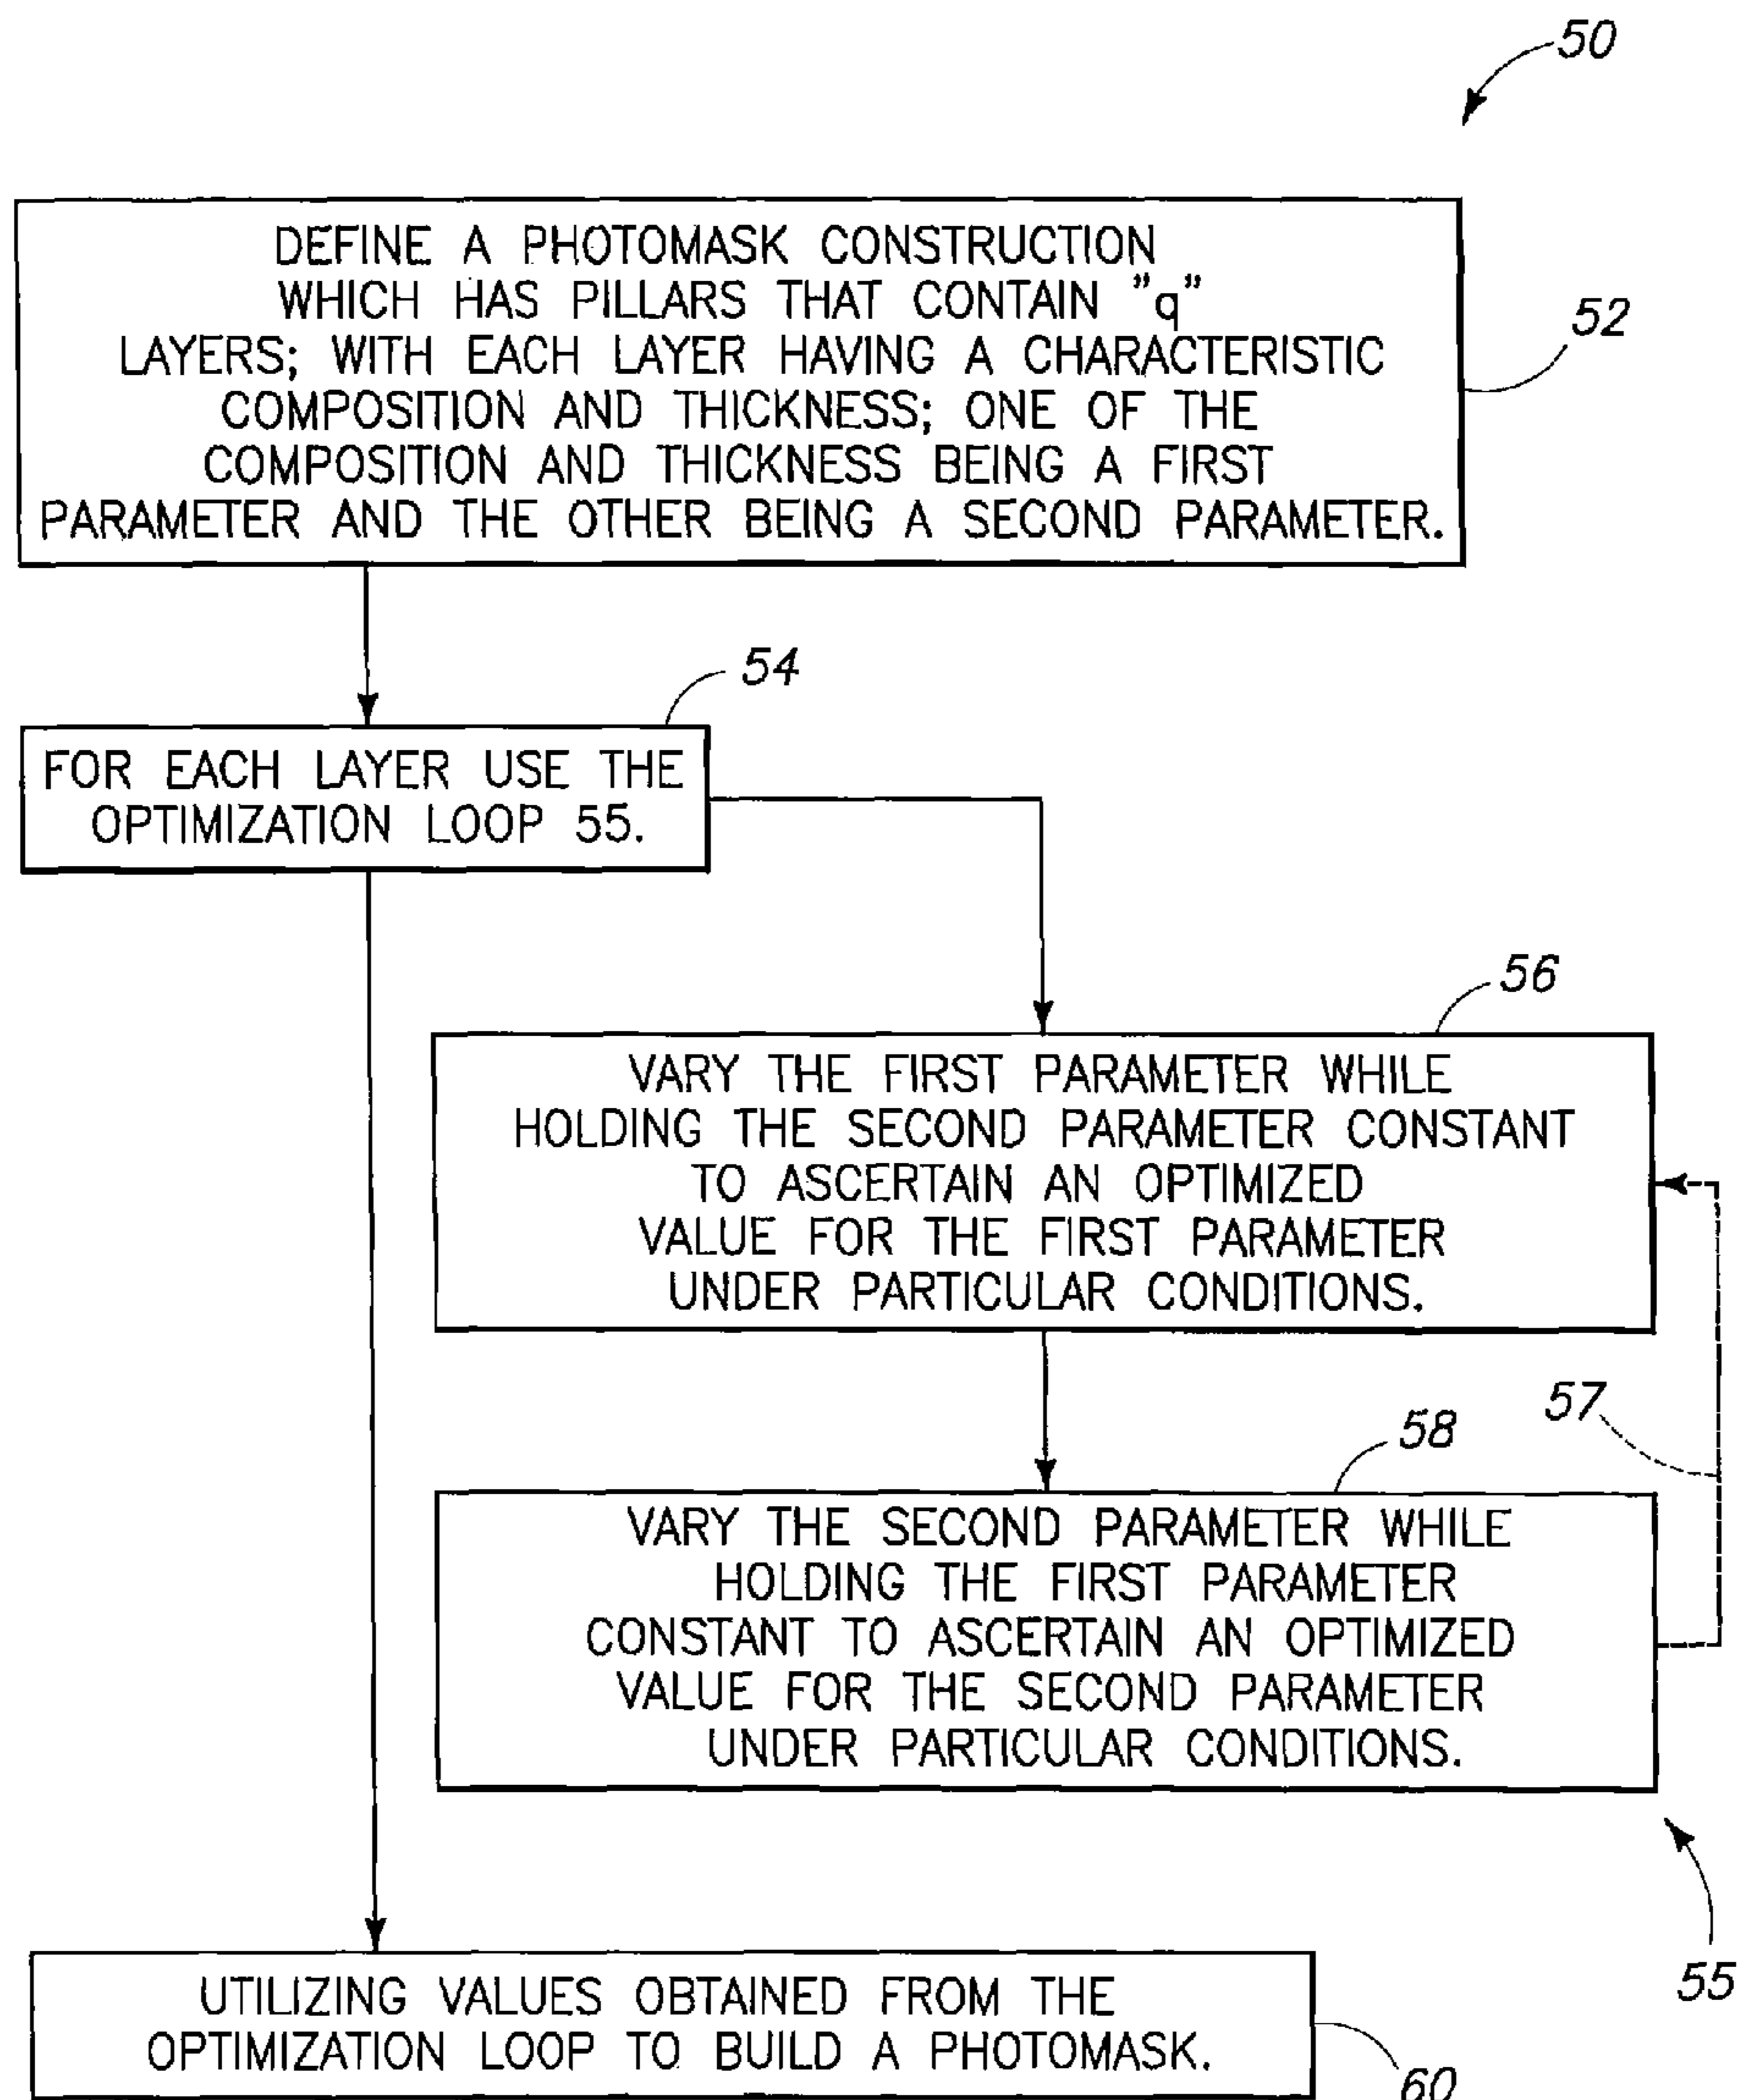 50
DEFINE A PHOTOMASK CONSTRUCTION
WHICH HAS PILLARS THAT CONTAIN "q"
LAYERS; WITH EACH LAYER HAVING A CHARACTERISTIC
COMPOSITION AND THICKNESS; ONE OF THE
COMPOSITION AND THICKNESS BEING A FIRST
PARAMETER AND THE OTHER BEING A SECOND PARAMETER.
52
54
FOR EACH LAYER USE THE
OPTIMIZATION LOOP 55.
56
VARY THE FIRST PARAMETER WHILE
HOLDING THE SECOND PARAMETER CONSTANT
TO ASCERTAIN AN OPTIMIZED
VALUE FOR THE FIRST PARAMETER
UNDER PARTICULAR CONDITIONS.
57
58
VARY THE SECOND PARAMETER WHILE
HOLDING THE FIRST PARAMETER
CONSTANT TO ASCERTAIN AN OPTIMIZED
VALUE FOR THE SECOND PARAMETER
UNDER PARTICULAR CONDITIONS.
55
UTILIZING VALUES OBTAINED FROM THE
OPTIMIZATION LOOP TO BUILD A PHOTOMASK.
60